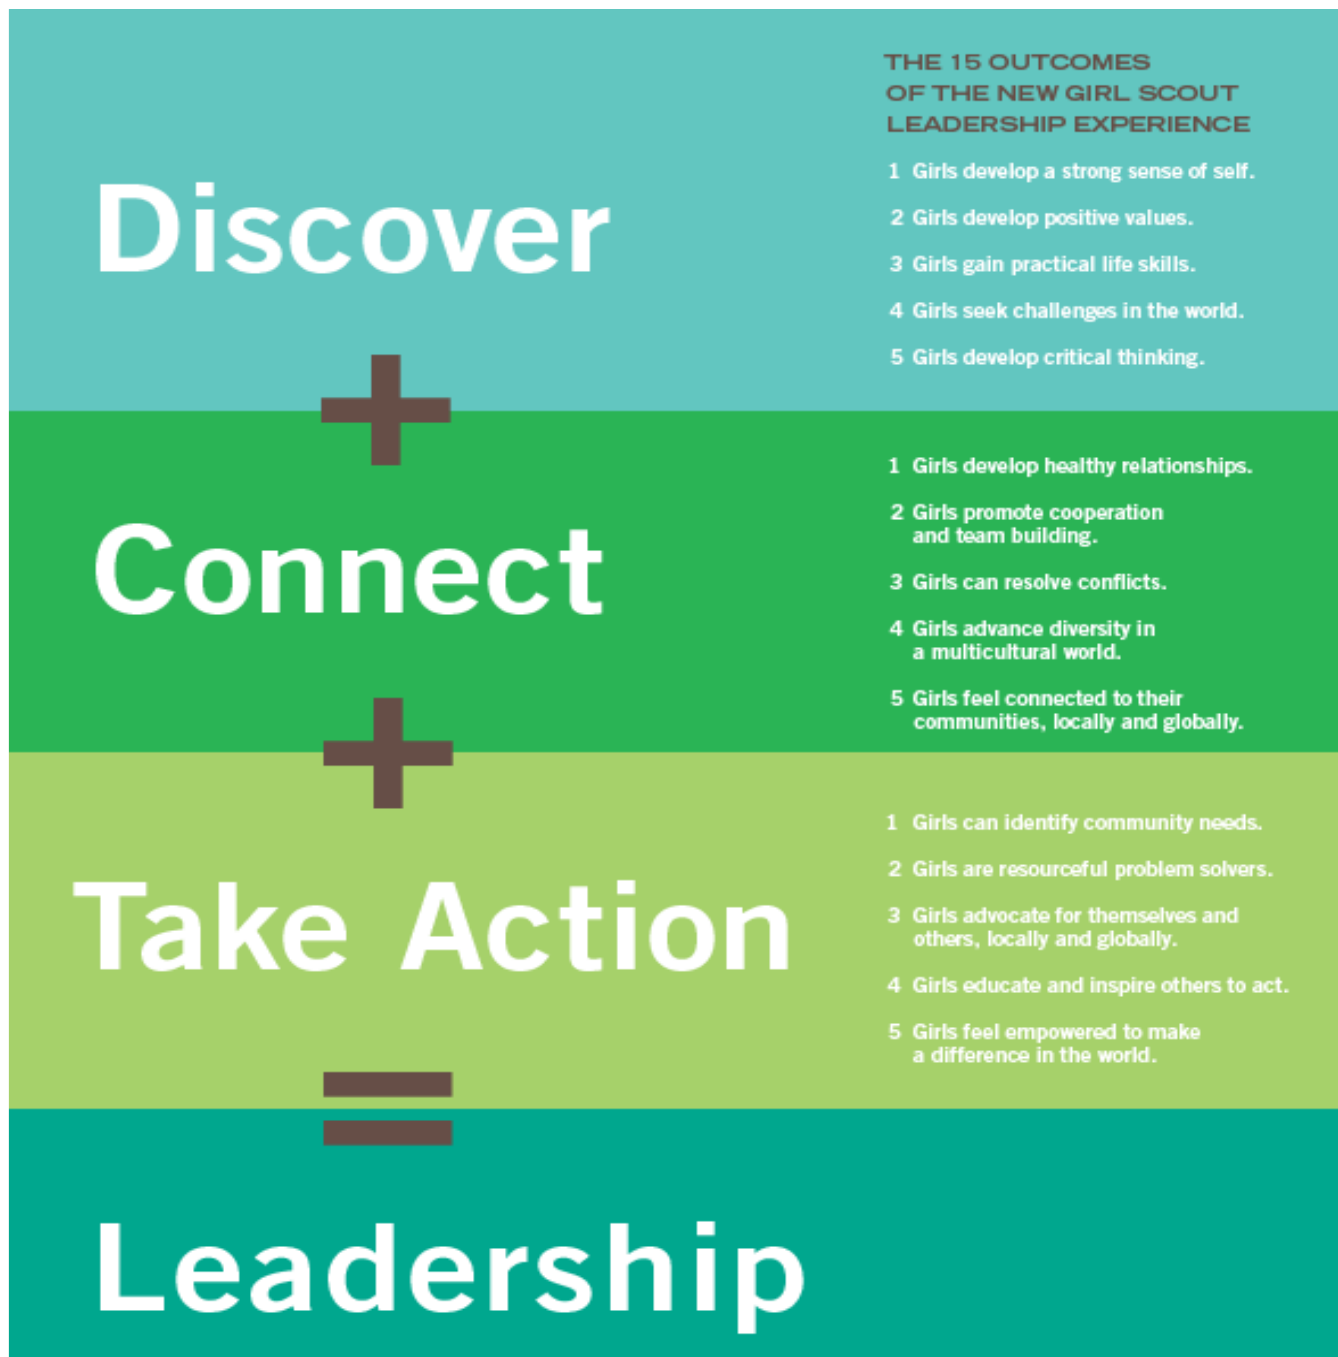 THE 15 OUTCOMES
OF THE NEW GIRL SCOUT
LEADERSHIP EXPERIENCE
Discover
1 Girls develop a strong sense of self.
2 Girls develop positive values.
3 Girls gain practical life skills.
4 Girls seek challenges in the world.
5 Girls develop critical thinking.
+
Connect
1 Girls develop healthy relationships.
2 Girls promote cooperation
and team building.
3 Girls can resolve conflicts.
4 Girls advance diversity in
a multicultural world.
5 Girls feel connected to their
communities, locally and globally.
+
Take Action
1 Girls can identify community needs.
2 Girls are resourceful problem solvers.
3 Girls advocate for themselves and
others, locally and globally.
4 Girls educate and inspire others to act.
5 Girls feel empowered to make
a difference in the world.
=
Leadership